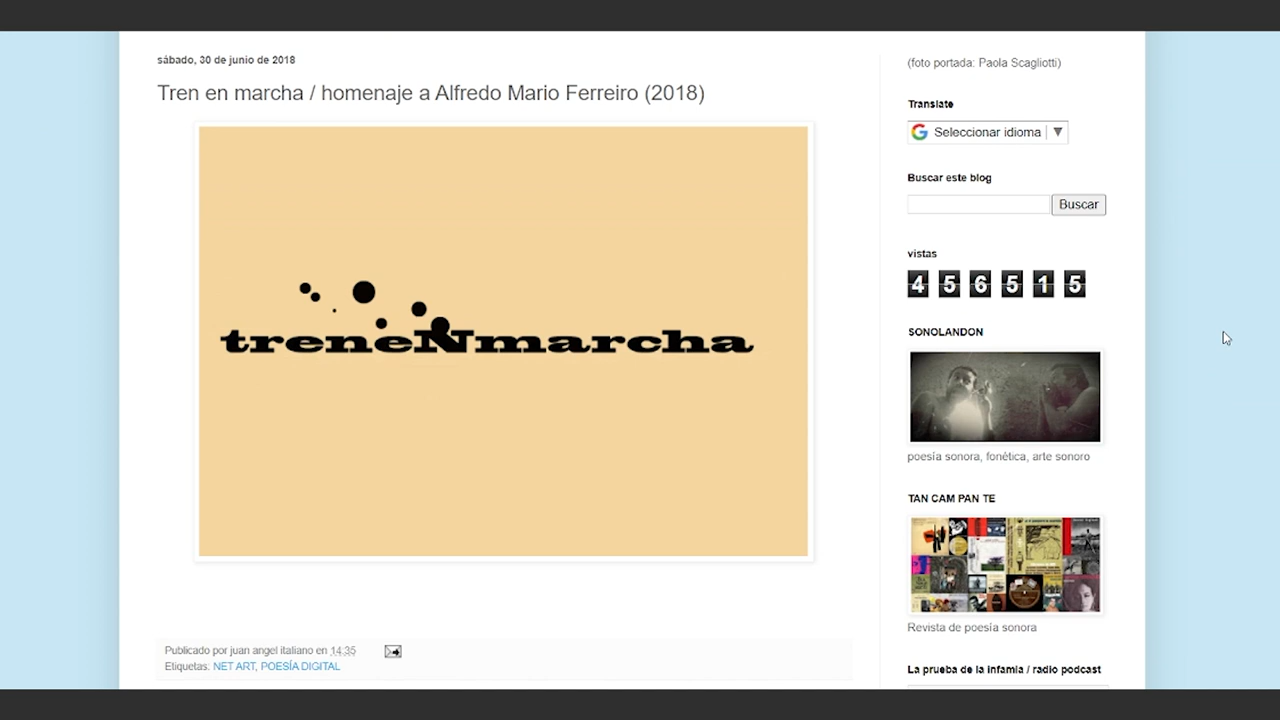 sábado, 30 de junio de 2018
Tren en marcha / homenaje a Alfredo Mario Ferreiro (2018)
treneNmarcha
Publicado por juan angel italiano en 14:35
Etiquetas: NET ART, POESÍA DIGITAL
(foto portada: Paola Scagliotti)
Translate
Seleccionar idioma ▼
Buscar este blog
Buscar
vistas
4 5 6 5 1 5
SONOLANDON
poesía sonora, fonética, arte sonoro
TAN CAM PAN TE
Revista de poesía sonora
La prueba de la infamia / radio podcast